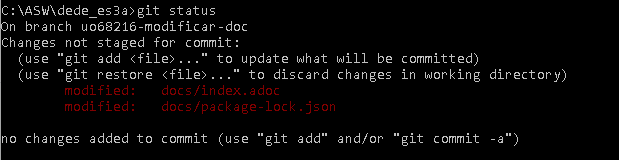 C:\ASW\dede_es3a>git status
On branch uo68216-modificar-doc
Changes not staged for commit:
  (use "git add <file>..." to update what will be committed)
  (use "git restore <file>..." to discard changes in working directory)
        modified:   docs/index.adoc
        modified:   docs/package-lock.json
no changes added to commit (use "git add" and/or "git commit -a")